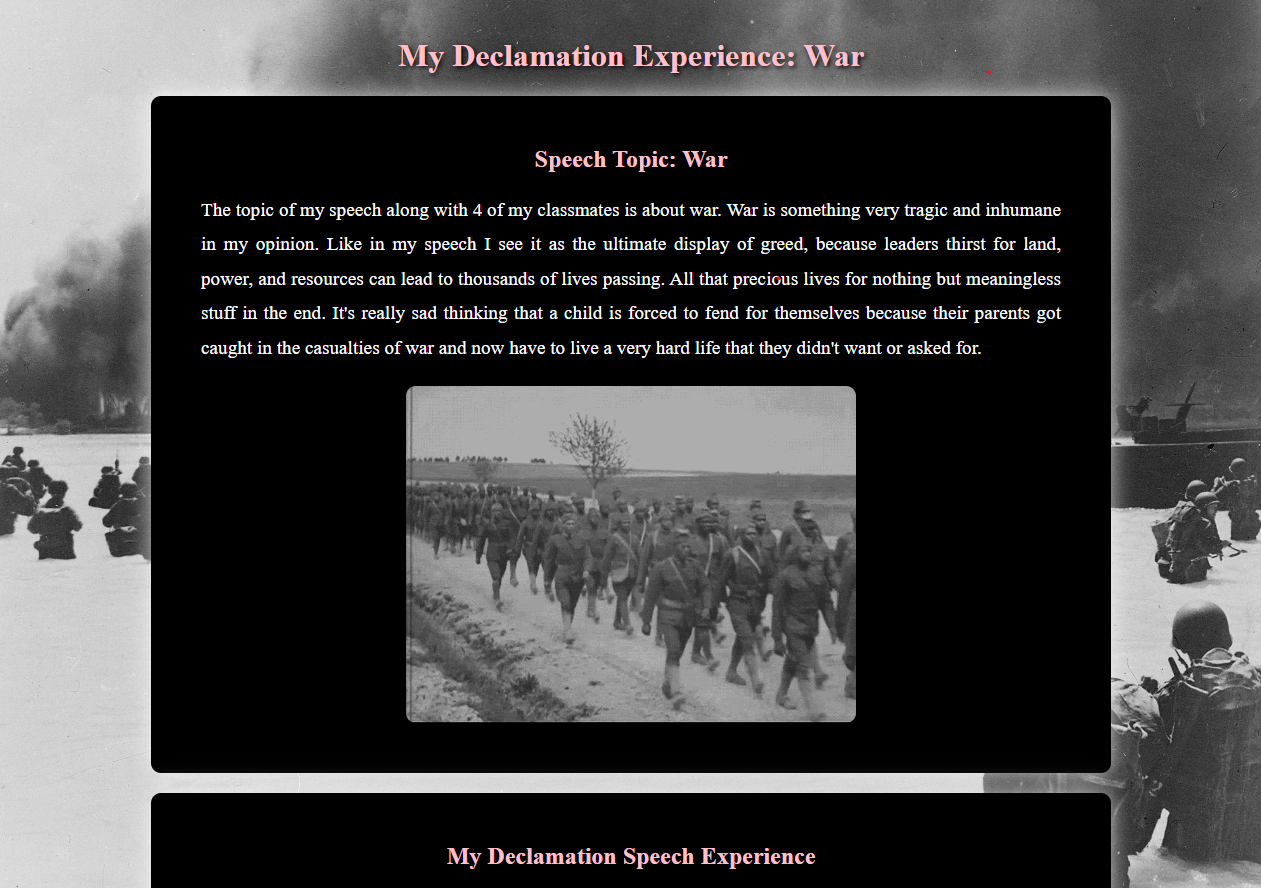 My Declamation Experience: War
Speech Topic: War
The topic of my speech along with 4 of my classmates is about war. War is something very tragic and inhumane
in my opinion. Like in my speech I see it as the ultimate display of greed, because leaders thirst for land,
power, and resources can lead to thousands of lives passing. All that precious lives for nothing but meaningless
stuff in the end. It's really sad thinking that a child is forced to fend for themselves because their parents got
caught in the casualties of war and now have to live a very hard life that they didn't want or asked for.
My Declamation Speech Experience